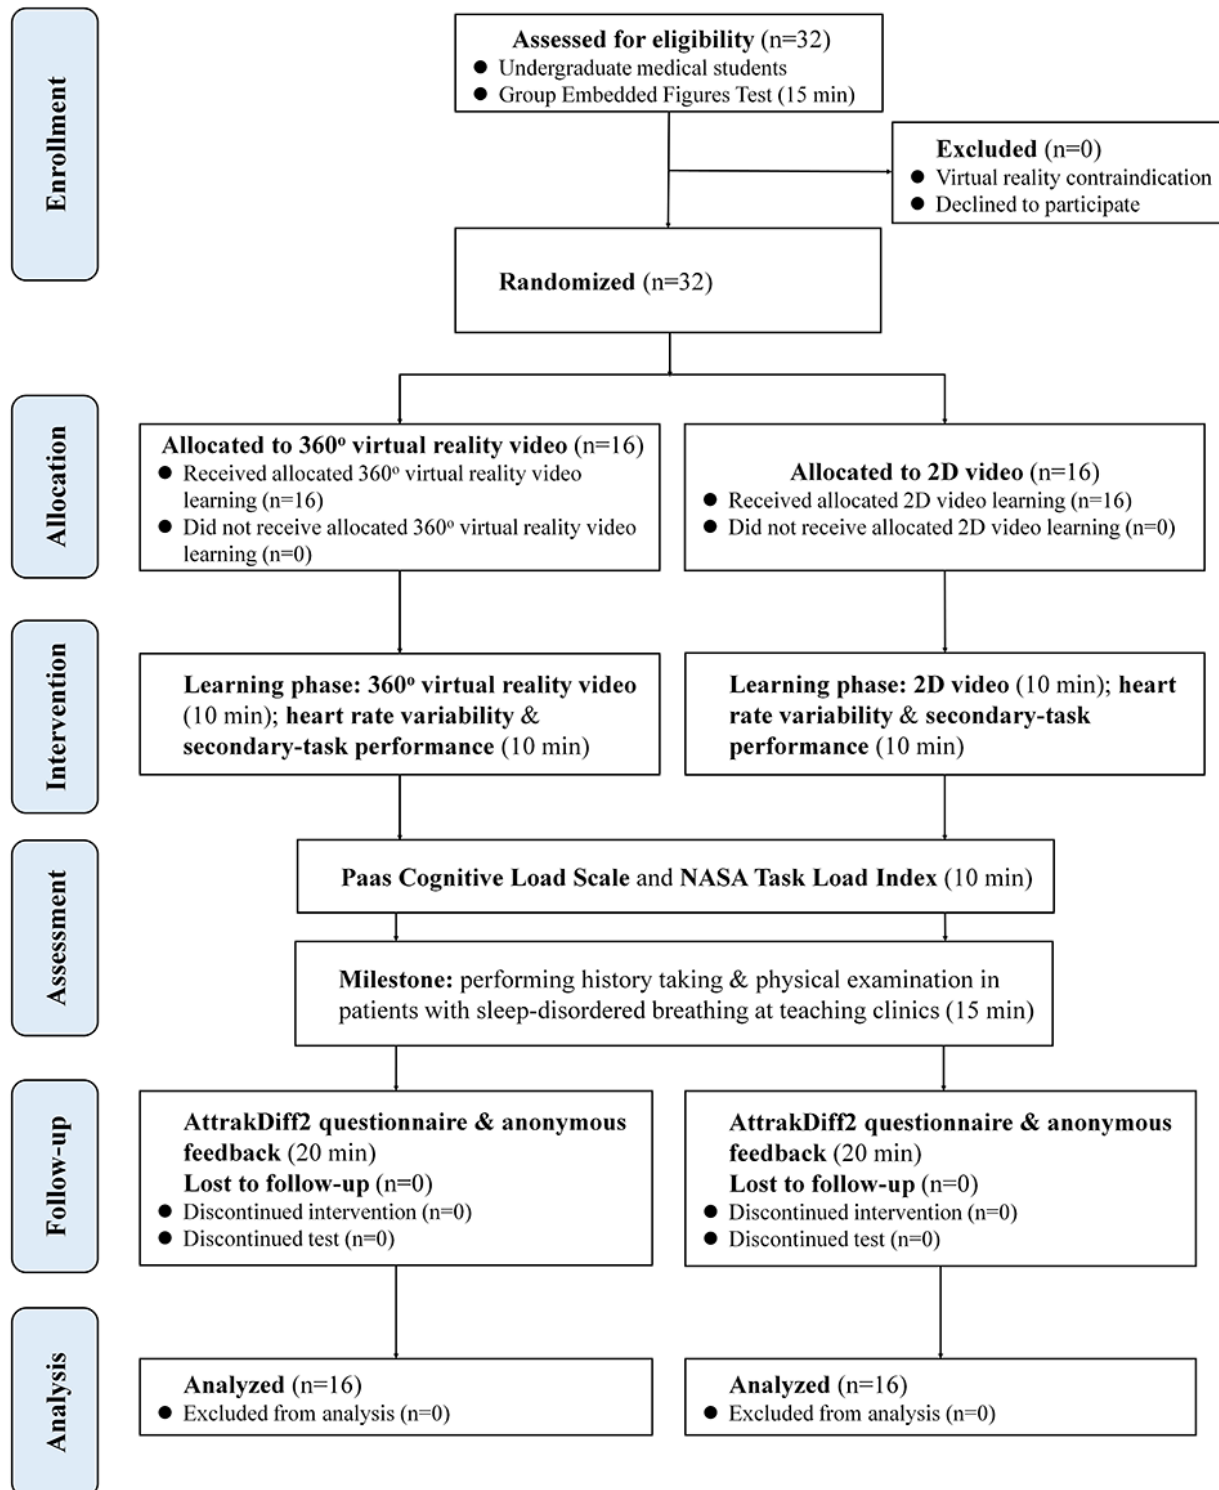 Enrollment
Assessed for eligibility (n=32)
● Undergraduate medical students
● Group Embedded Figures Test (15 min)
Excluded (n=0)
● Virtual reality contraindication
● Declined to participate
Randomized (n=32)
Allocation
Allocated to 360º virtual reality video (n=16)
● Received allocated 360º virtual reality video
learning (n=16)
● Did not receive allocated 360º virtual reality video
learning (n=0)
Allocated to 2D video (n=16)
● Received allocated 2D video learning (n=16)
● Did not receive allocated 2D video learning (n=0)
Intervention
Learning phase: 360º virtual reality video
(10 min); heart rate variability &
secondary-task performance (10 min)
Learning phase: 2D video (10 min); heart
rate variability & secondary-task
performance (10 min)
Assessment
Paas Cognitive Load Scale and NASA Task Load Index (10 min)
Milestone: performing history taking & physical examination in
patients with sleep-disordered breathing at teaching clinics (15 min)
Follow-up
AttrakDiff2 questionnaire & anonymous
feedback (20 min)
Lost to follow-up (n=0)
● Discontinued intervention (n=0)
● Discontinued test (n=0)
AttrakDiff2 questionnaire & anonymous
feedback (20 min)
Lost to follow-up (n=0)
● Discontinued intervention (n=0)
● Discontinued test (n=0)
Analysis
Analyzed (n=16)
● Excluded from analysis (n=0)
Analyzed (n=16)
● Excluded from analysis (n=0)